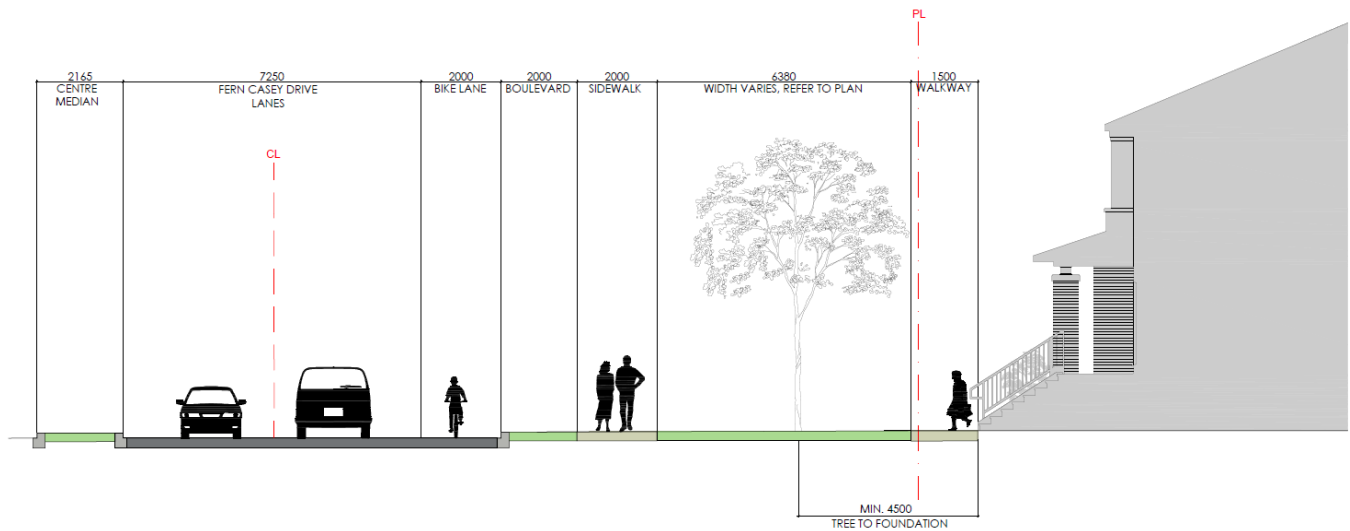 PL
2165
CENTRE
MEDIAN
7250
FERN CASEY DRIVE
LANES
2000
BIKE LANE
2000
BOULEVARD
2000
SIDEWALK
6380
WIDTH VARIES, REFER TO PLAN
1500
WALKWAY
CL
MIN. 4500
TREE TO FOUNDATION